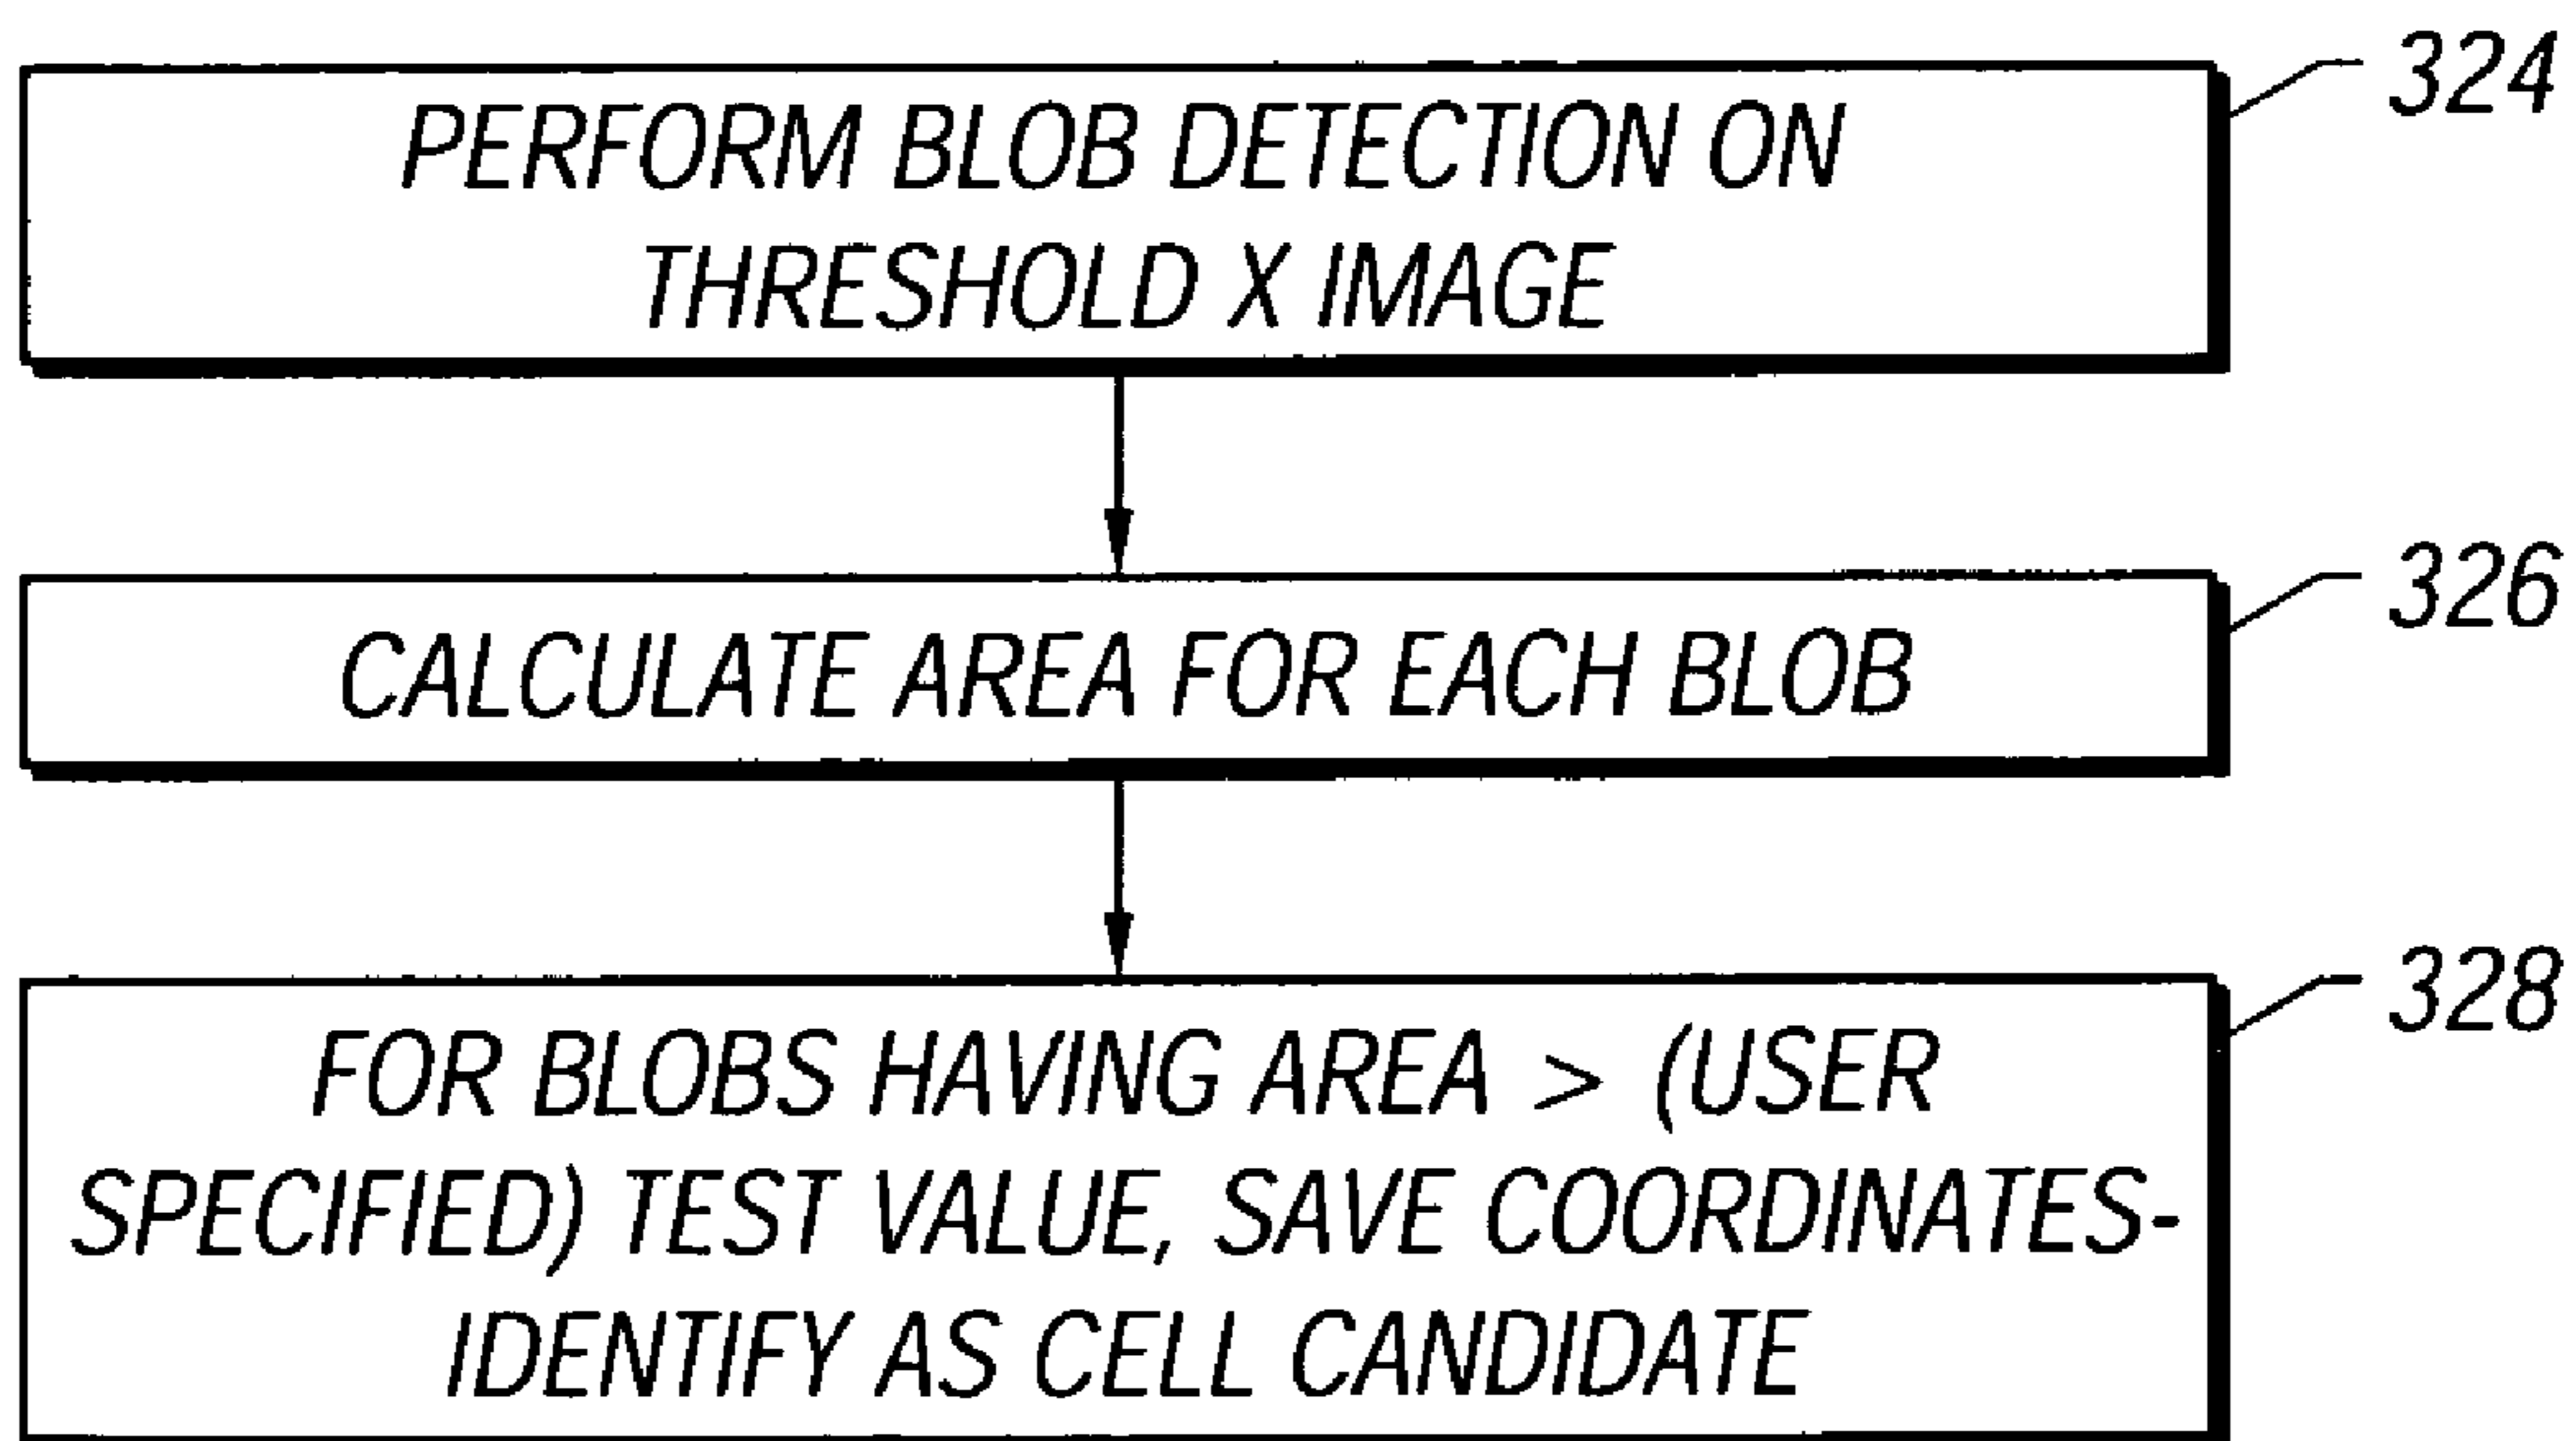 324
PERFORM BLOB DETECTION ON
THRESHOLD X IMAGE
326
CALCULATE AREA FOR EACH BLOB
328
FOR BLOBS HAVING AREA > (USER
SPECIFIED) TEST VALUE, SAVE COORDINATES-
IDENTIFY AS CELL CANDIDATE